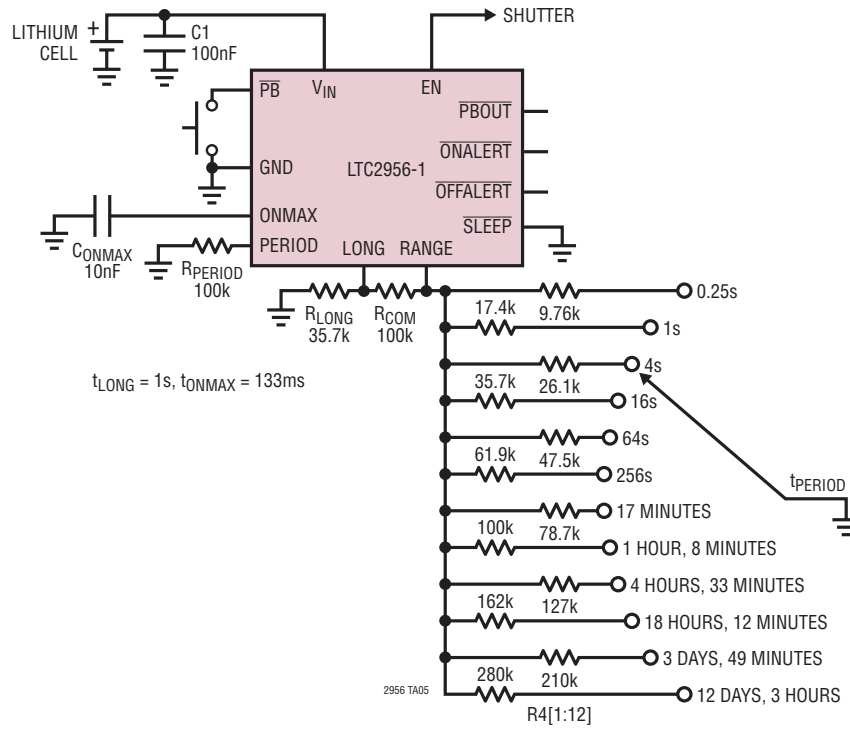 LITHIUM
CELL
+
C1
100nF
SHUTTER
PB
VIN
EN
PBOUT
GND
LTC2956-1
ONALERT
OFFALERT
ONMAX
SLEEP
PERIOD
LONG
RANGE
CONMAX
10nF
RPERIOD
100k
RLONG
35.7k
RCOM
100k
0.25s
17.4k
9.76k
1s
tLONG = 1s, tONMAX = 133ms
4s
35.7k
26.1k
16s
64s
61.9k
47.5k
256s
tPERIOD
17 MINUTES
100k
78.7k
1 HOUR, 8 MINUTES
4 HOURS, 33 MINUTES
162k
127k
18 HOURS, 12 MINUTES
3 DAYS, 49 MINUTES
280k
210k
2956 TA05
12 DAYS, 3 HOURS
R4[1:12]